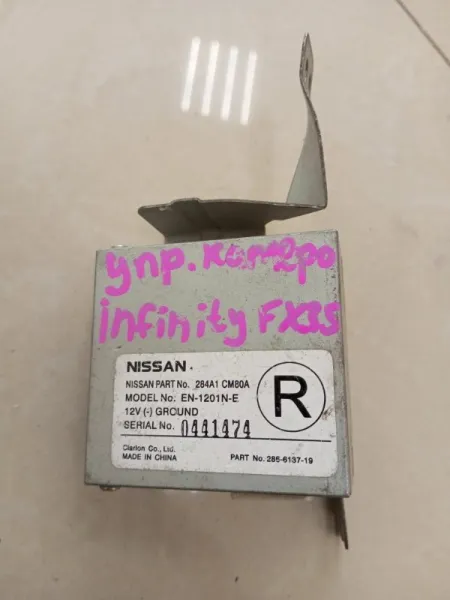 упр. камеро
infinity FX35
NISSAN
NISSAN PART No. 284A1 CM80A
MODEL No: EN-1201N-E
12V (-) GROUND
SERIAL No. 0441474
R
Clarion Co., Ltd.
MADE IN CHINA
PART No. 286-6137-19